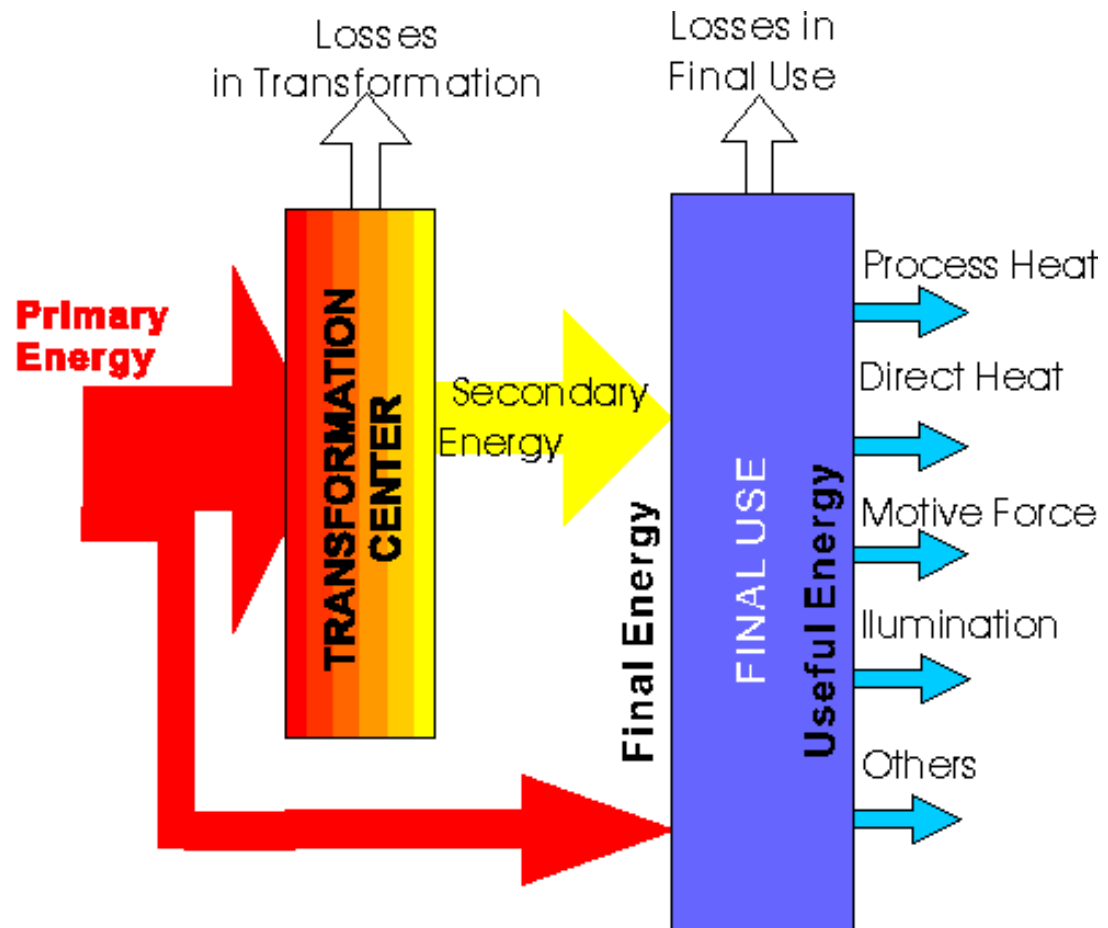 Losses
in Transformation
Losses in
Final Use
Primary
Energy
TRANSFORMATION
CENTER
Secondary
Energy
Final Energy
FINAL USE
Useful Energy
Process Heat
Direct Heat
Motive Force
Ilumination
Others